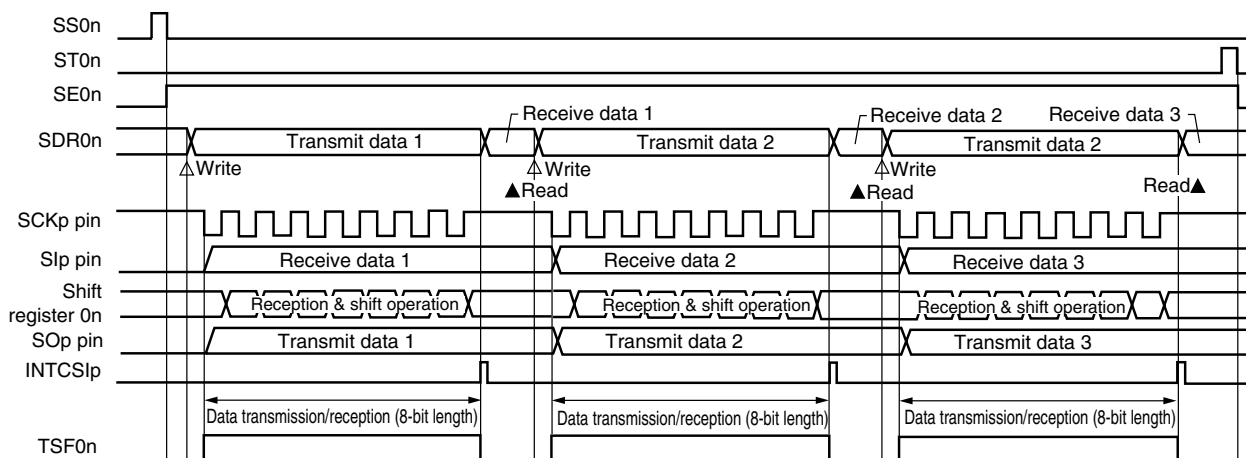 SS0n
ST0n
SE0n
Receive data 1
Receive data 2
Receive data 3
SDR0n
Transmit data 1
Transmit data 2
Transmit data 2
△Write
△Write
△Write
▲Read
▲Read
Read▲
SCKp pin
SIp pin
Receive data 1
Receive data 2
Receive data 3
Shift
register 0n
Reception & shift operation
Reception & shift operation
Reception & shift operation
SOp pin
Transmit data 1
Transmit data 2
Transmit data 3
INTCSIp
Data transmission/reception (8-bit length)
Data transmission/reception (8-bit length)
Data transmission/reception (8-bit length)
TSF0n